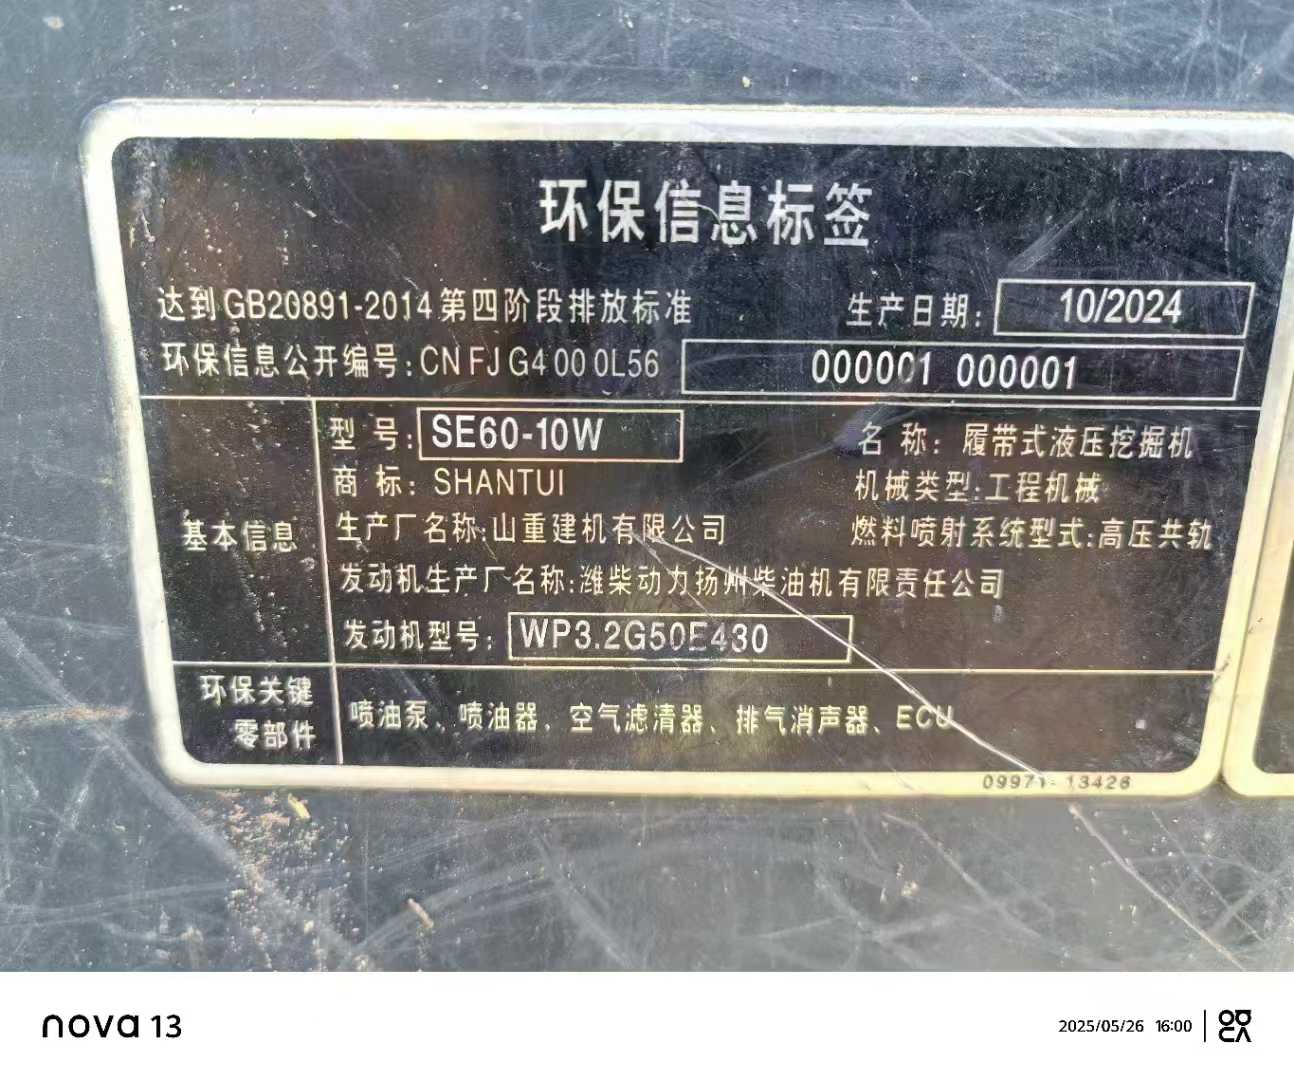 环保信息标签
达到GB20891-2014第四阶段排放标准 生产日期: 10/2024
环保信息公开编号:CN FJ G4 00 0L56 000001 000001
基本信息
型 号: SE60-10W 名 称: 履带式液压挖掘机
商 标: SHANTUI 机械类型:工程机械
生产厂名称:山重建机有限公司 燃料喷射系统型式:高压共轨
发动机生产厂名称:潍柴动力扬州柴油机有限责任公司
发动机型号: WP3.2G50E430
环保关键
零部件
喷油泵、喷油器、空气滤清器、排气消声器、ECU
09971-13426
nova 13
2025/05/26 16:00